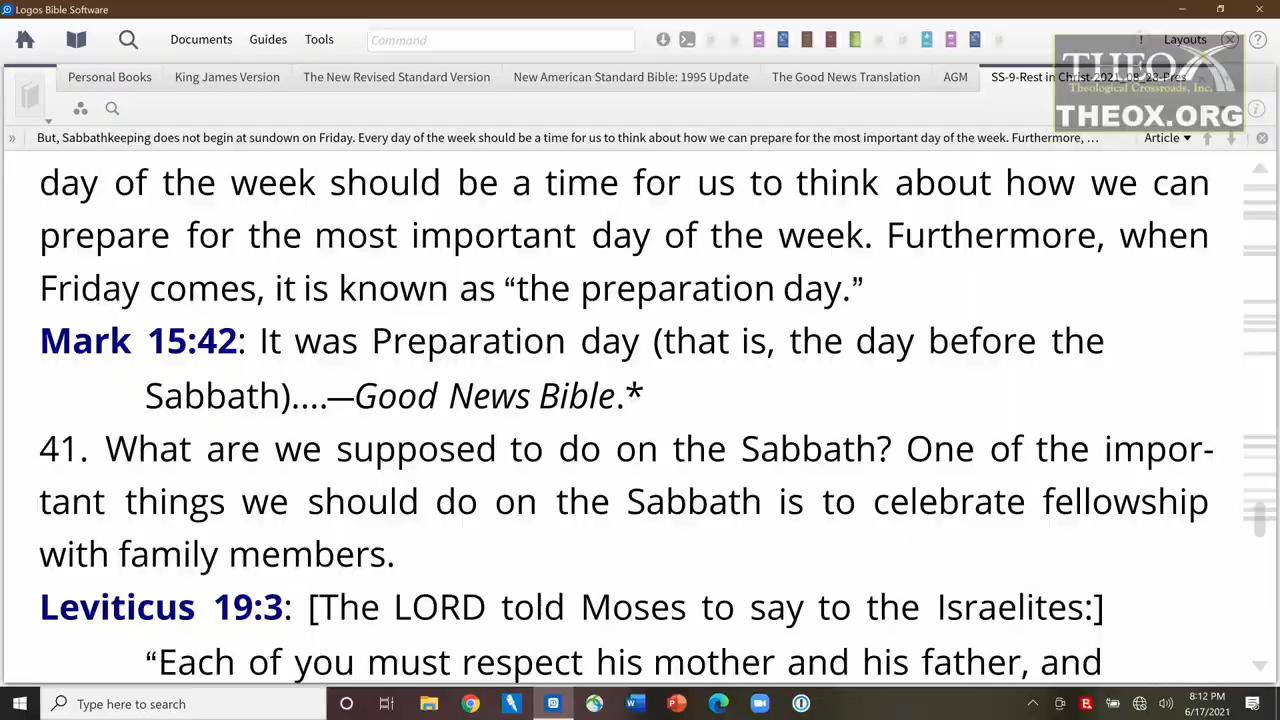 Logos Bible Software
Documents Guides Tools Command Layouts
Personal Books King James Version The New Revised Standard Version New American Standard Bible: 1995 Update The Good News Translation AGM SS-9-Rest in Christ
THEOX
Theological Crossroads, Inc.
THEOX.ORG
But, Sabbathkeeping does not begin at sundown on Friday. Every day of the week should be a time for us to think about how we can prepare for the most important day of the week. Furthermore, … Article
day of the week should be a time for us to think about how we can
prepare for the most important day of the week. Furthermore, when
Friday comes, it is known as “the preparation day.”
Mark 15:42: It was Preparation day (that is, the day before the
Sabbath)....—Good News Bible.*
41. What are we supposed to do on the Sabbath? One of the impor-
tant things we should do on the Sabbath is to celebrate fellowship
with family members.
Leviticus 19:3: [The LORD told Moses to say to the Israelites:]
“Each of you must respect his mother and his father, and
Type here to search
8:12 PM
6/17/2021